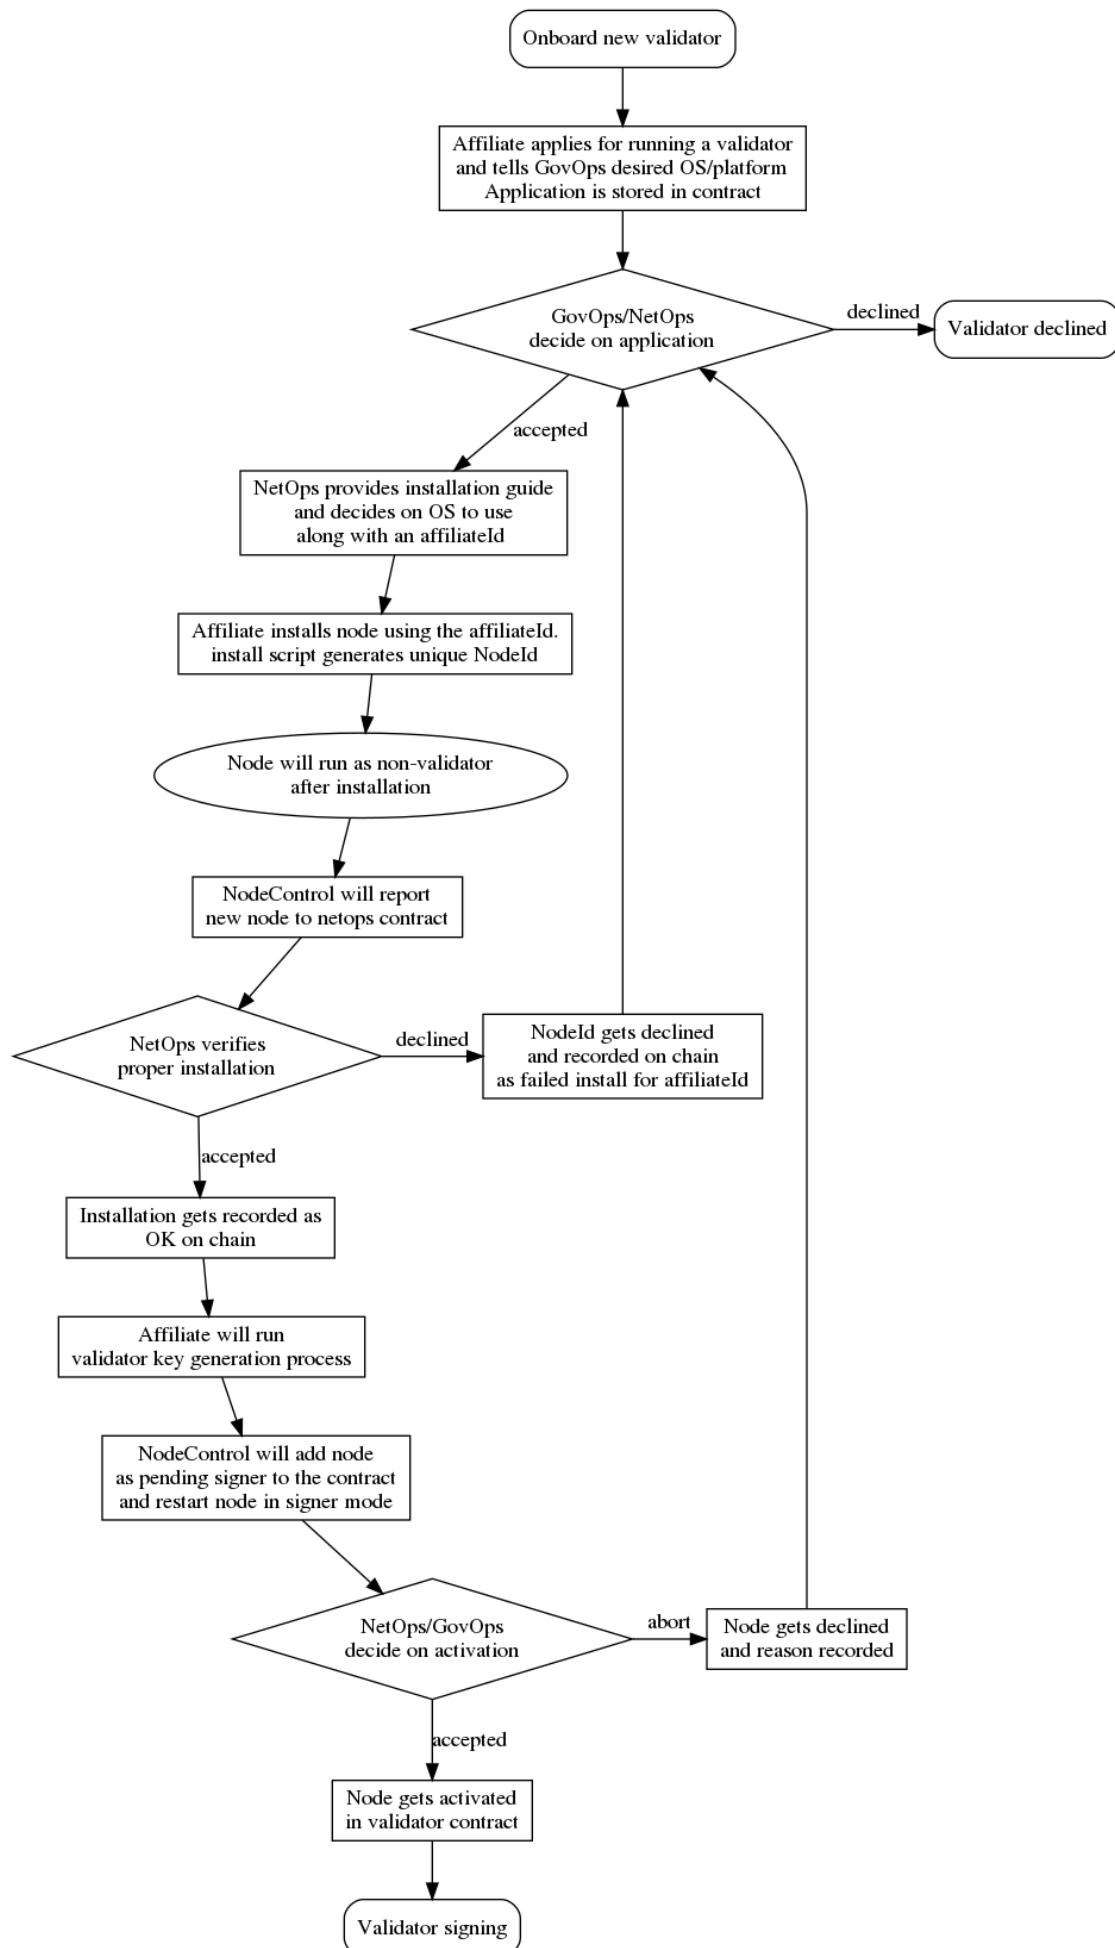 Onboard new validator
Affiliate applies for running a validator
and tells GovOps desired OS/platform
Application is stored in contract
GovOps/NetOps
decide on application
declined
Validator declined
accepted
NetOps provides installation guide
and decides on OS to use
along with an affiliateId
Affiliate installs node using the affiliateId.
install script generates unique NodeId
Node will run as non-validator
after installation
NodeControl will report
new node to netops contract
NetOps verifies
proper installation
declined
NodeId gets declined
and recorded on chain
as failed install for affiliateId
accepted
Installation gets recorded as
OK on chain
Affiliate will run
validator key generation process
NodeControl will add node
as pending signer to the contract
and restart node in signer mode
NetOps/GovOps
decide on activation
abort
Node gets declined
and reason recorded
accepted
Node gets activated
in validator contract
Validator signing